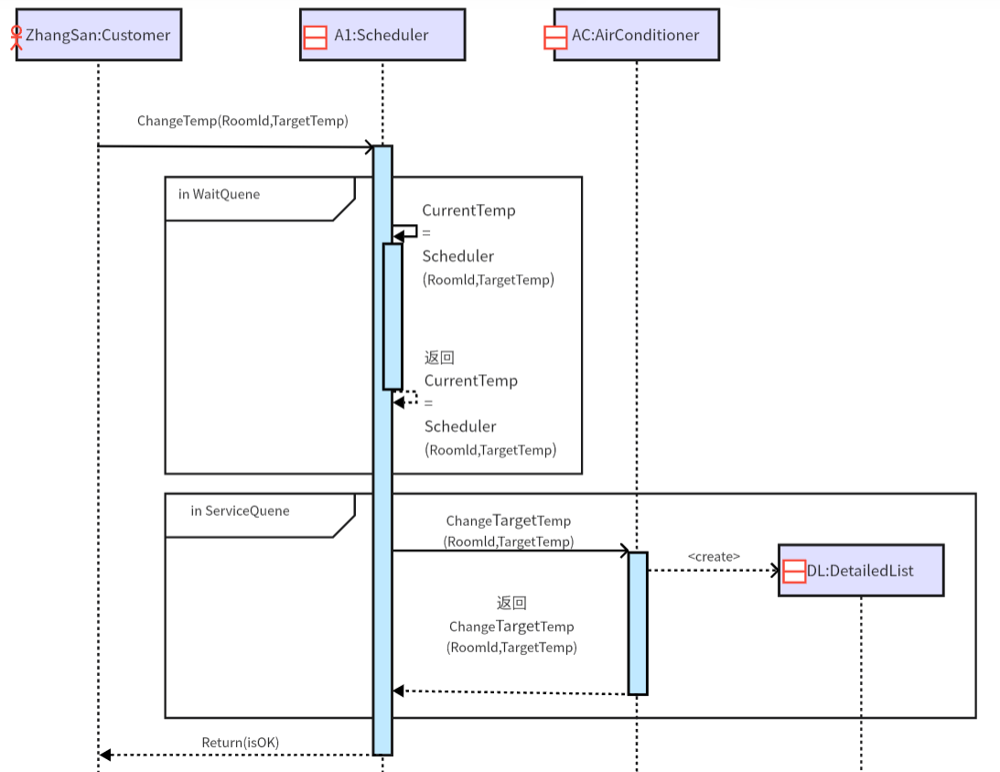 ZhangSan:Customer
A1:Scheduler
AC:AirConditioner
ChangeTemp(RoomId,TargetTemp)
in WaitQuene
CurrentTemp
=
Scheduler
(RoomId,TargetTemp)
返回
CurrentTemp
=
Scheduler
(RoomId,TargetTemp)
in ServiceQuene
ChangeTargetTemp
(RoomId,TargetTemp)
<create>
DL:DetailedList
返回
ChangeTargetTemp
(RoomId,TargetTemp)
Return(isOK)